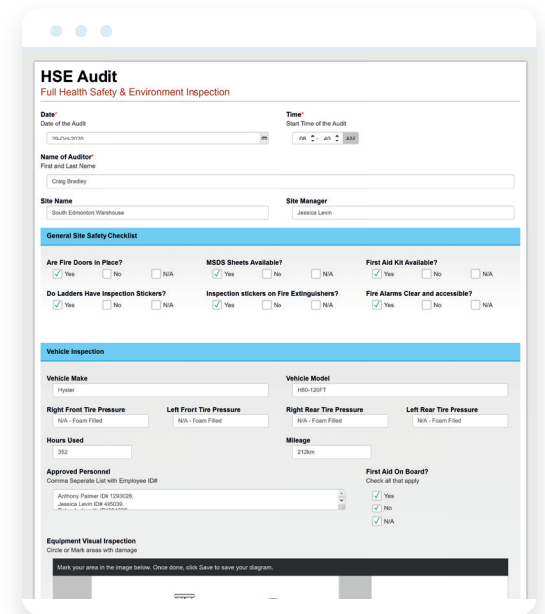 HSE Audit
Full Health Safety & Environment Inspection
Date* Time*
Date of the Audit Start Time of the Audit
29-Oct-2020 08 : 40 AM
Name of Auditor*
First and Last Name
Craig Bradley
Site Name Site Manager
South Edmonton Warehouse Jessica Levin
General Site Safety Checklist
Are Fire Doors in Place? MSDS Sheets Available? First Aid Kit Available?
Yes No N/A Yes No N/A Yes No N/A
Do Ladders Have Inspection Stickers? Inspection stickers on Fire Extinguishers? Fire Alarms Clear and accessible?
Yes No N/A Yes No N/A Yes No N/A
Vehicle Inspection
Vehicle Make Vehicle Model
Hyster H80-120FT
Right Front Tire Pressure Left Front Tire Pressure Right Rear Tire Pressure Left Rear Tire Pressure
N/A - Foam Filled N/A - Foam Filled N/A - Foam Filled N/A - Foam Filled
Hours Used Mileage
352 212km
Approved Personnel First Aid On Board?
Comma Seperate List with Employee ID# Check all that apply
Anthony Palmer ID# 1293028. Yes
Jessica Levin ID# 495039. No
N/A
Equipment Visual Inspection
Circle or Mark areas wth damage
Mark your area in the image below. Once done, click Save to save your diagram.